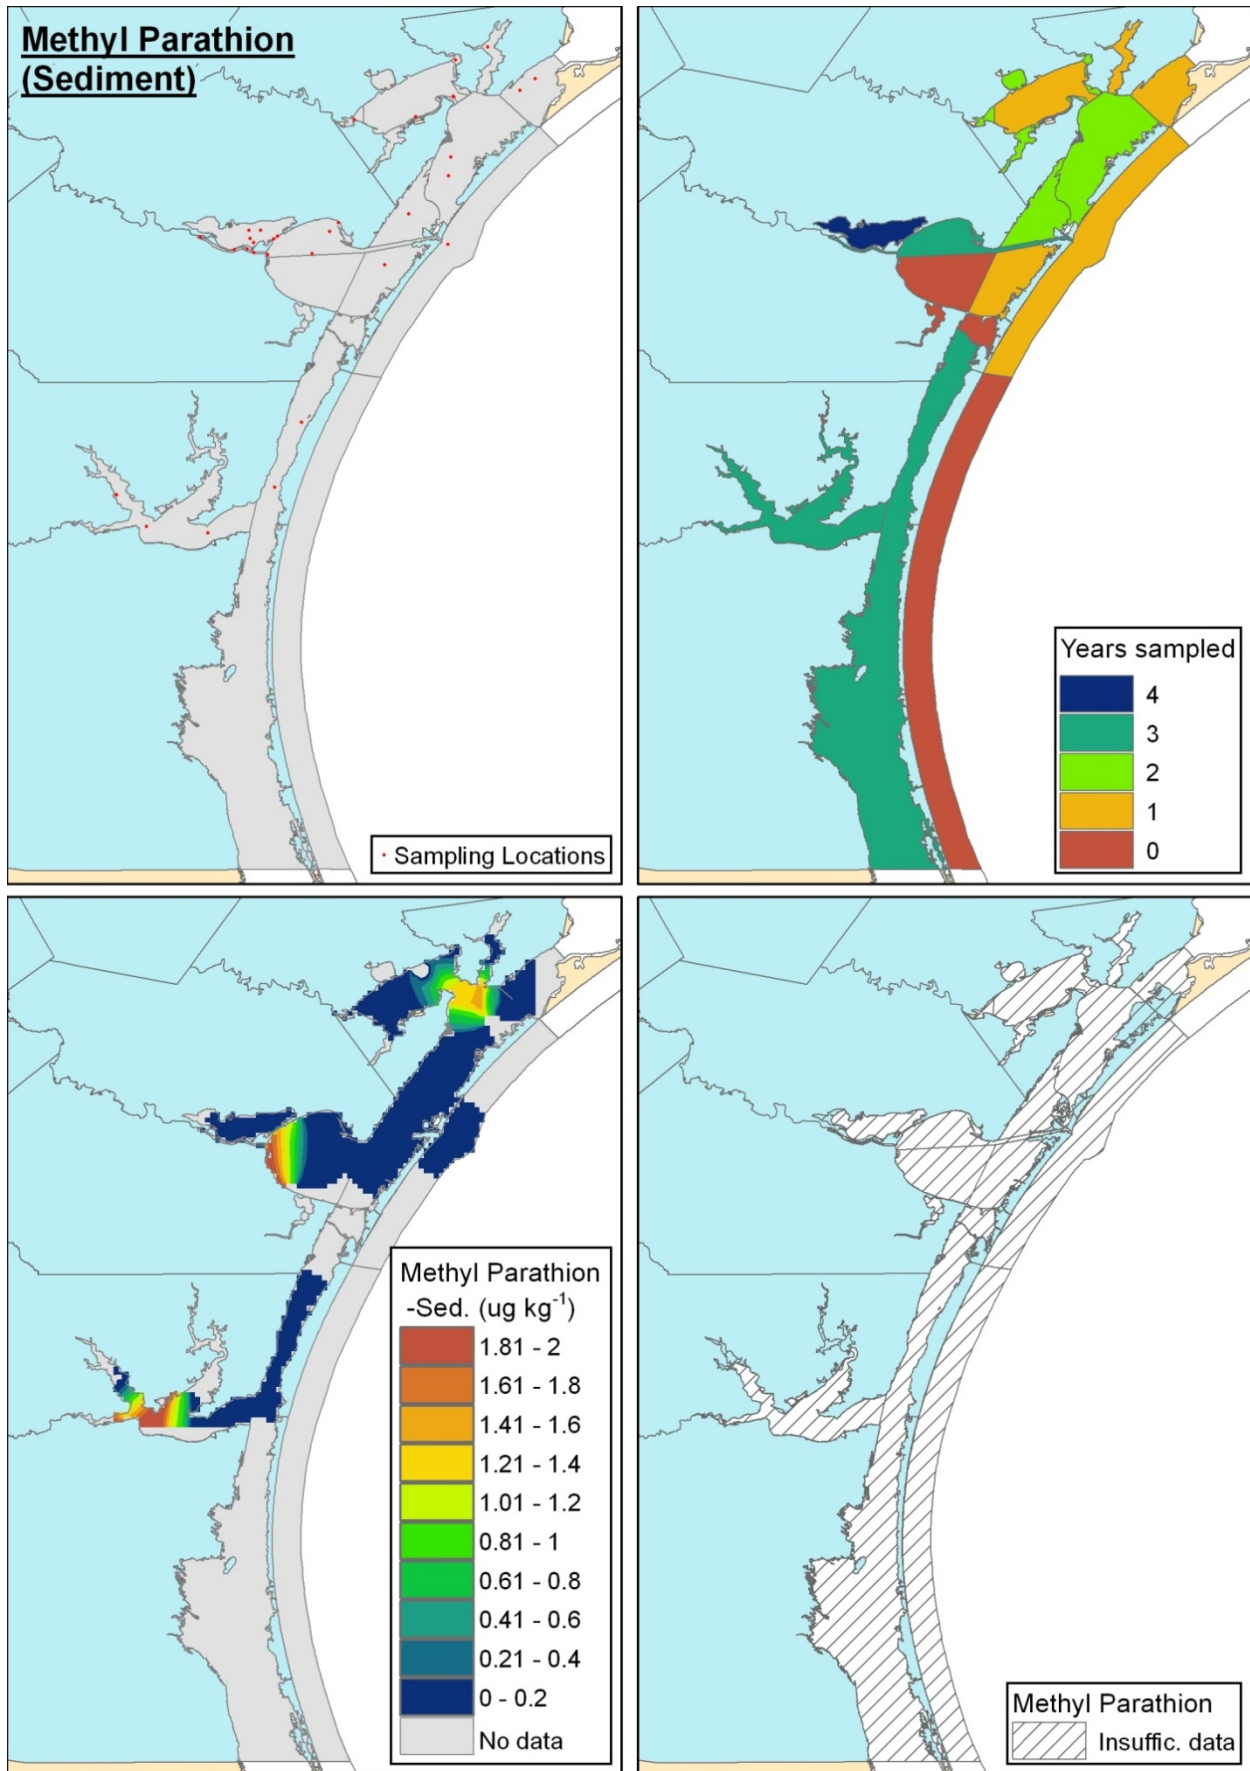 Methyl Parathion
(Sediment)
Sampling Locations
Years sampled
4
3
2
1
0
Methyl Parathion
-Sed. (ug kg⁻¹)
1.81 - 2
1.61 - 1.8
1.41 - 1.6
1.21 - 1.4
1.01 - 1.2
0.81 - 1
0.61 - 0.8
0.41 - 0.6
0.21 - 0.4
0 - 0.2
No data
Methyl Parathion
Insuffic. data